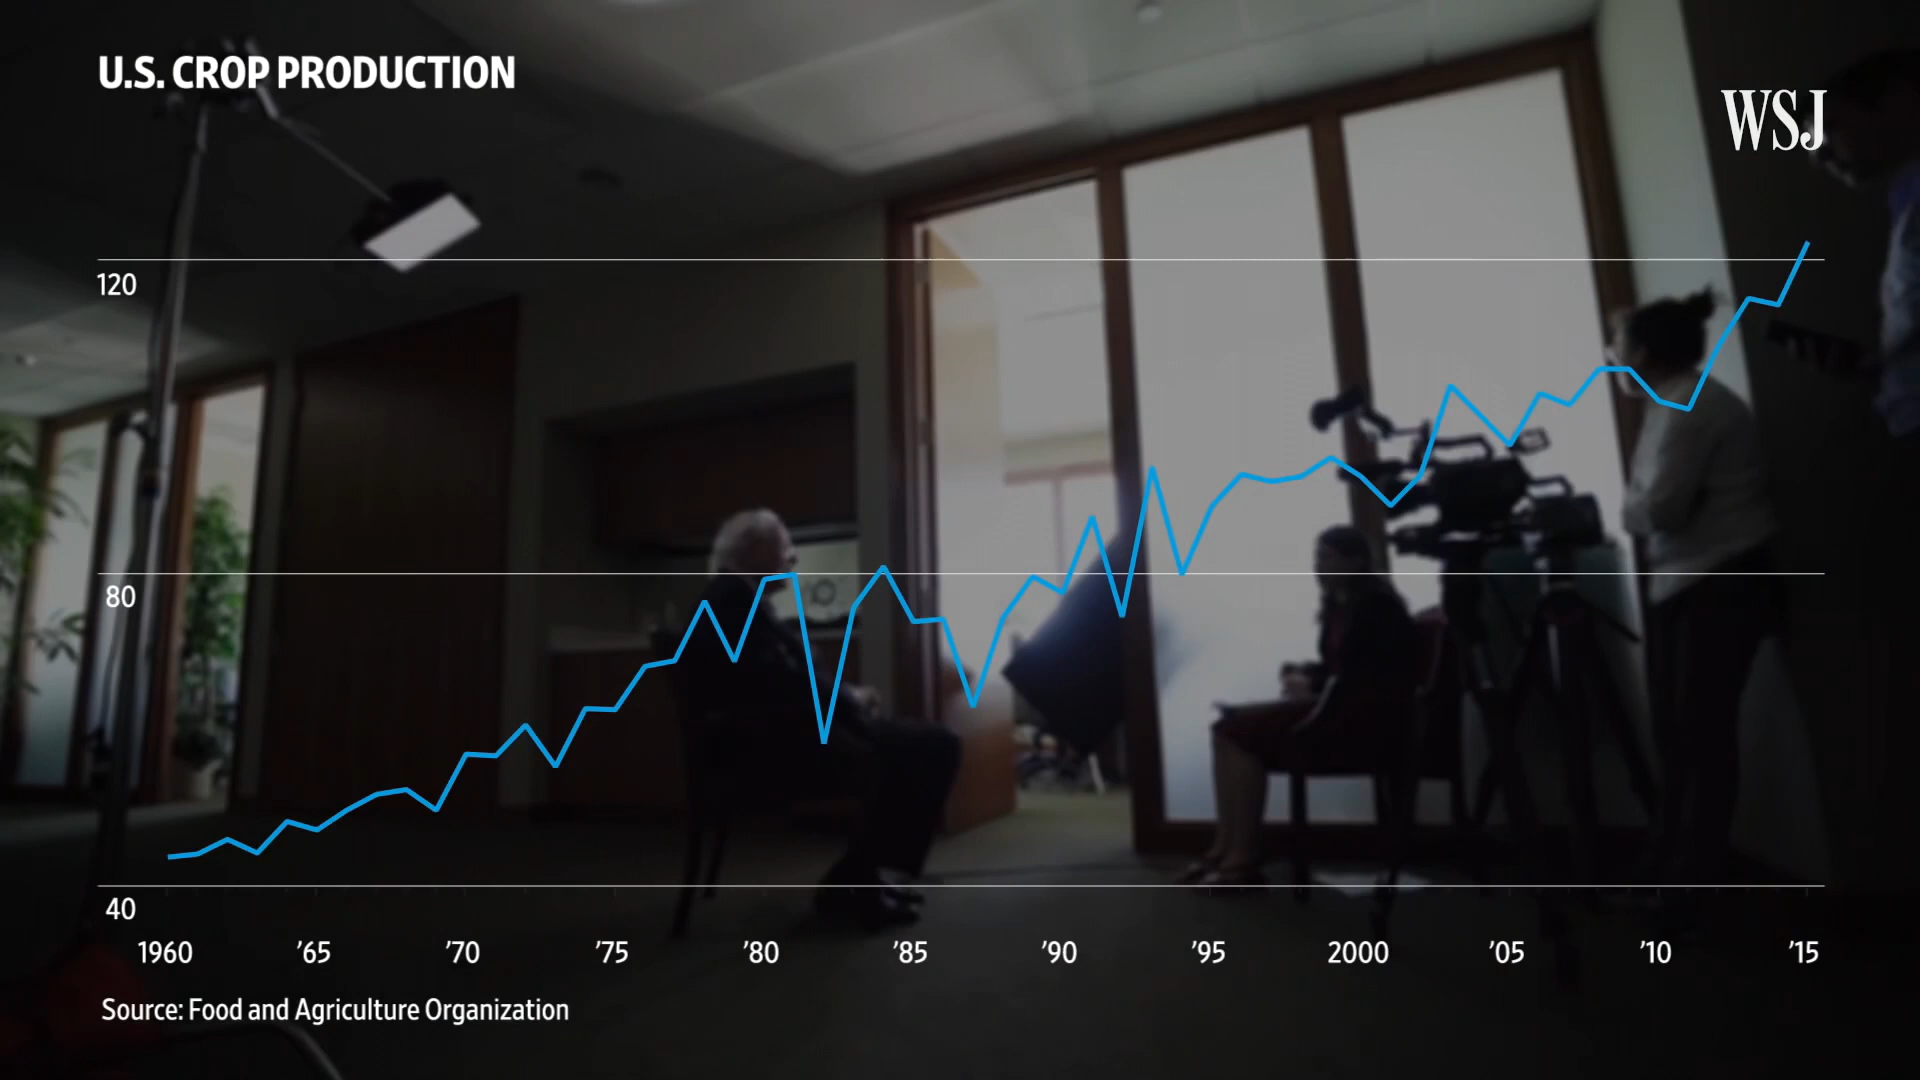 U.S. CROP PRODUCTION
WSJ
120
80
40
1960 ’65 ’70 ’75 ’80 ’85 ’90 ’95 2000 ’05 ’10 ’15
Source: Food and Agriculture Organization